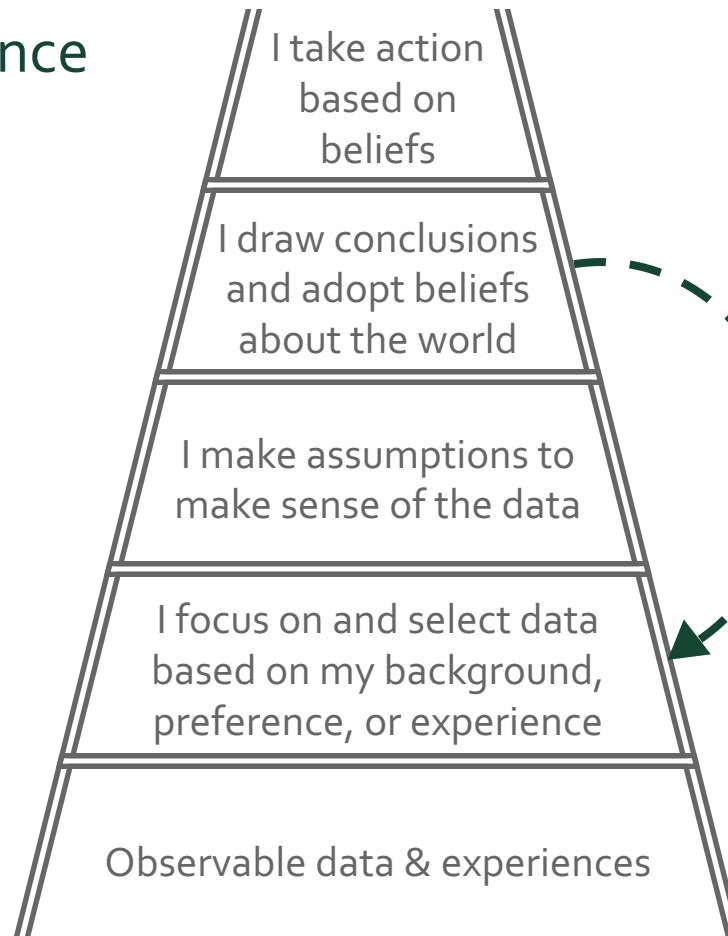 nce
I take action
based on
beliefs
I draw conclusions
and adopt beliefs
about the world
I make assumptions to
make sense of the data
I focus on and select data
based on my background,
preference, or experience
Observable data & experiences